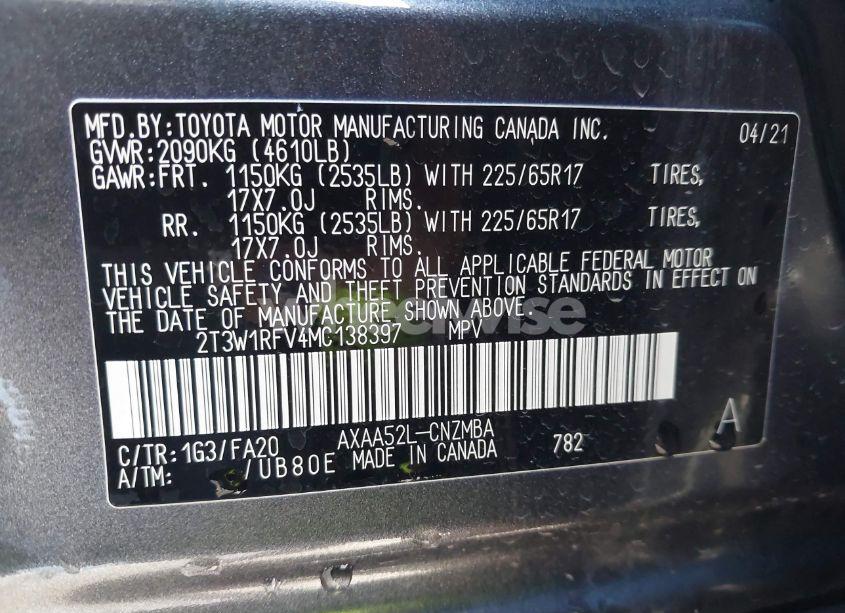 MFD.BY:TOYOTA MOTOR MANUFACTURING CANADA INC. 04/21
GVWR:2090KG (4610LB)
GAWR:FRT. 1150KG (2535LB) WITH 225/65R17 TIRES,
17X7.0J RIMS.
RR. 1150KG (2535LB) WITH 225/65R17 TIRES,
17X7.0J RIMS.
THIS VEHICLE CONFORMS TO ALL APPLICABLE FEDERAL MOTOR
VEHICLE SAFETY AND THEFT PREVENTION STANDARDS IN EFFECT ON
THE DATE OF MANUFACTURE SHOWN ABOVE.
2T3W1RFV4MC138397 MPV
A
C/TR:1G3/FA20 AXAA52L-CNZMBA 782
A/TM: /UB80E MADE IN CANADA